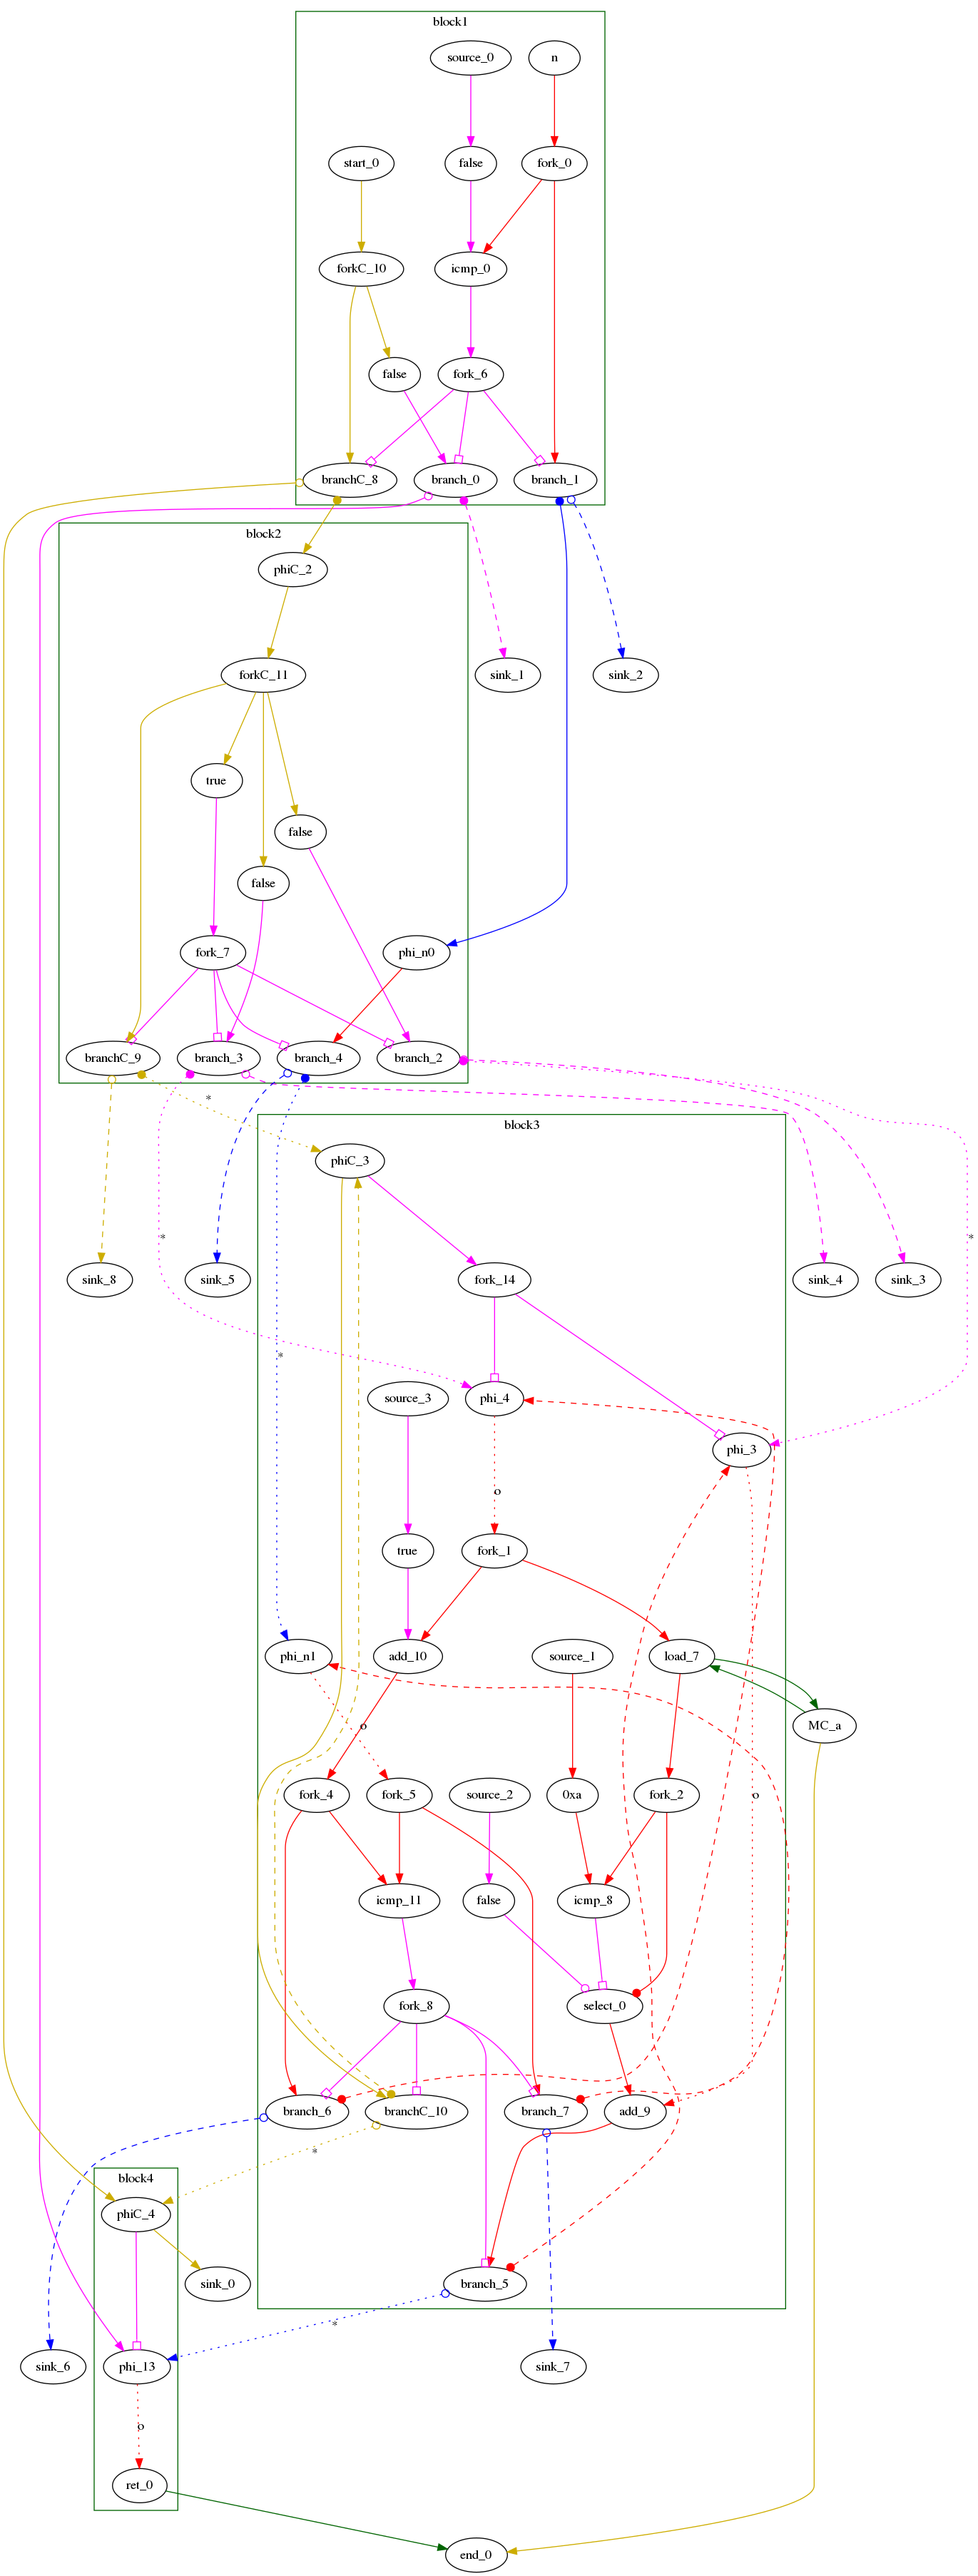 block1
source_0
n
start_0
false
fork_0
forkC_10
icmp_0
false
fork_6
branchC_8
branch_0
branch_1
block2
phiC_2
forkC_11
sink_1
sink_2
true
false
false
fork_7
phi_n0
branchC_9
branch_3
branch_4
branch_2
*
block3
phiC_3
*
*
sink_8
sink_5
fork_14
sink_4
sink_3
*
source_3
phi_4
phi_3
o
true
fork_1
phi_n1
add_10
source_1
load_7
o
MC_a
fork_4
fork_5
source_2
0xa
fork_2
o
icmp_11
false
icmp_8
fork_8
select_0
branch_6
branchC_10
branch_7
add_9
*
block4
phiC_4
sink_0
branch_5
*
sink_6
phi_13
sink_7
o
ret_0
end_0